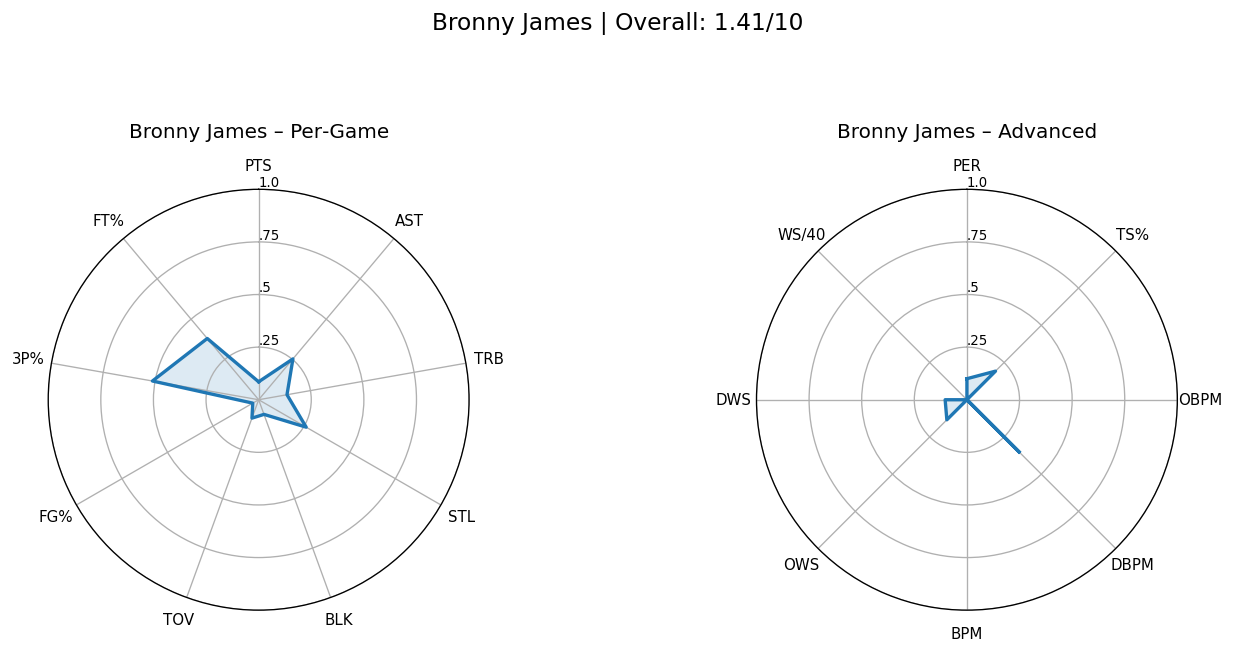 Bronny James | Overall: 1.41/10
Bronny James – Per-Game
PTS
1.0
.75
.5
.25
FT%
AST
3P%
TRB
FG%
STL
TOV
BLK
Bronny James – Advanced
PER
1.0
.75
.5
.25
WS/40
TS%
DWS
OBPM
OWS
DBPM
BPM